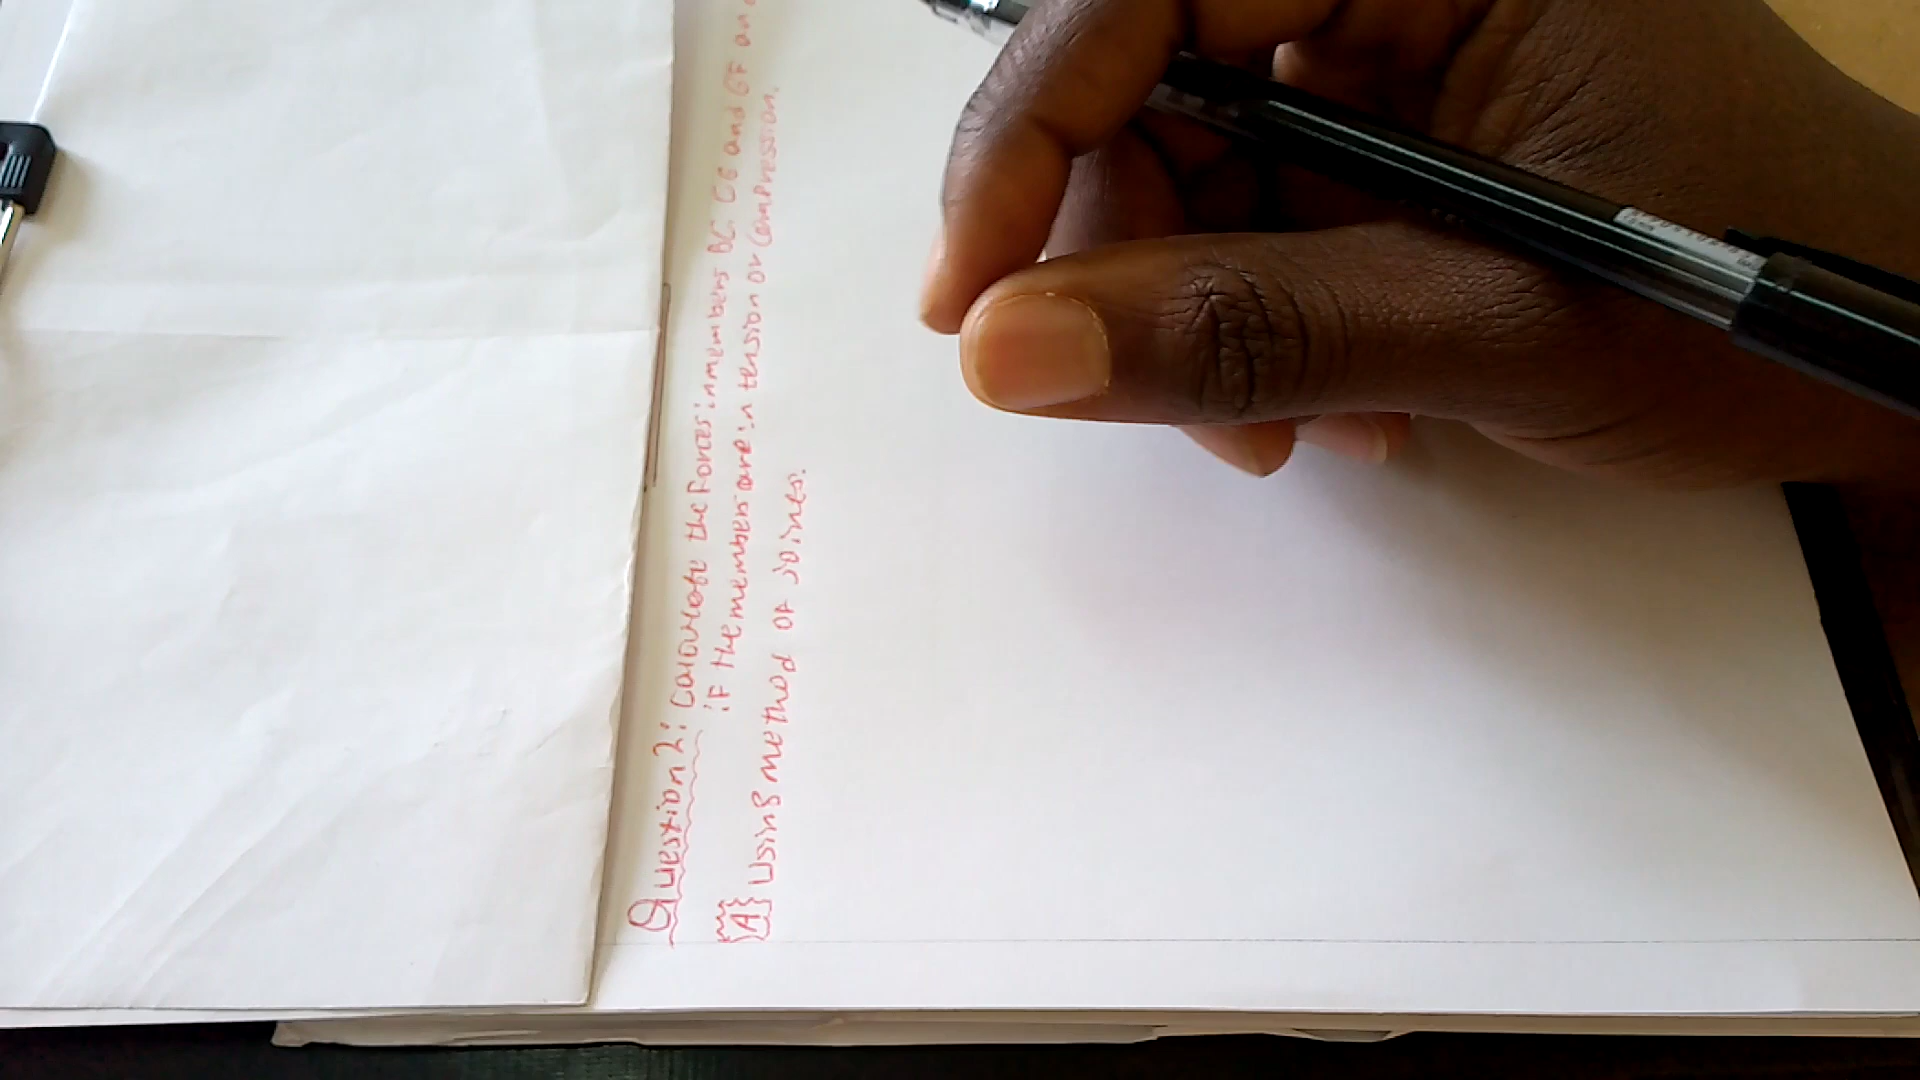 Question 2: Calculate the Forces in members BC, CG and GF and
if the members are in tension or compression.
[A] Using method of joints.